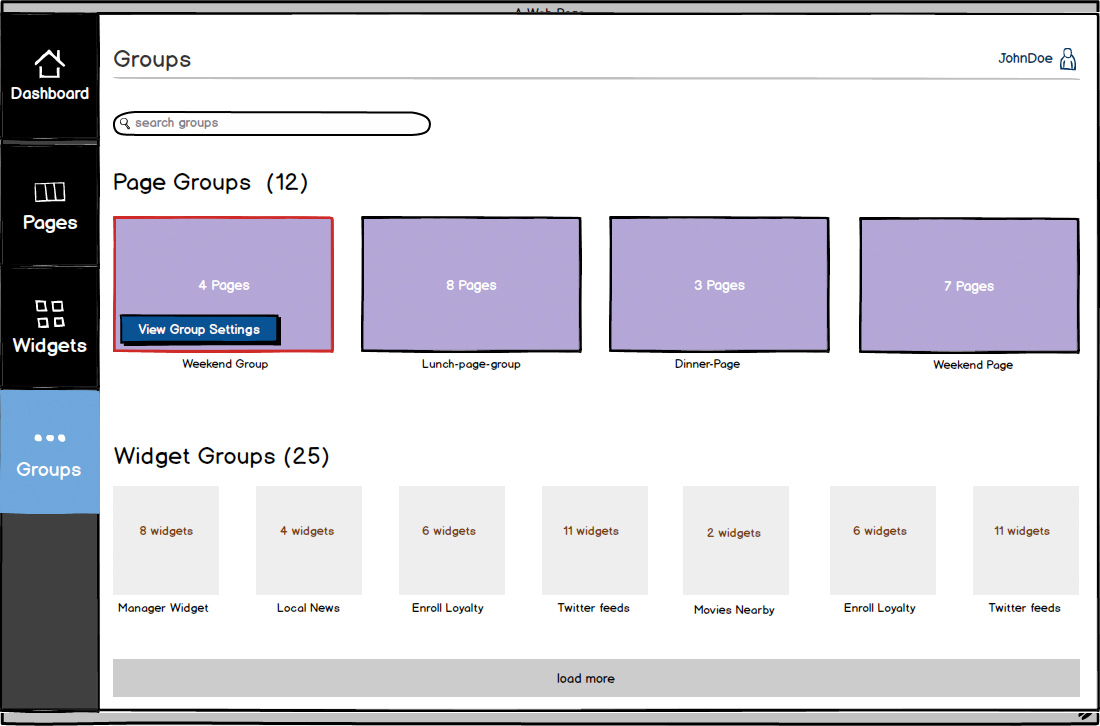 A Web Page
Dashboard
Pages
Widgets
Groups
Groups
JohnDoe
search groups
Page Groups (12)
4 Pages
8 Pages
3 Pages
7 Pages
View Group Settings
Weekend Group
Lunch-page-group
Dinner-Page
Weekend Page
Widget Groups (25)
8 widgets
4 widgets
6 widgets
11 widgets
2 widgets
6 widgets
11 widgets
Manager Widget
Local News
Enroll Loyalty
Twitter feeds
Movies Nearby
Enroll Loyalty
Twitter feeds
load more